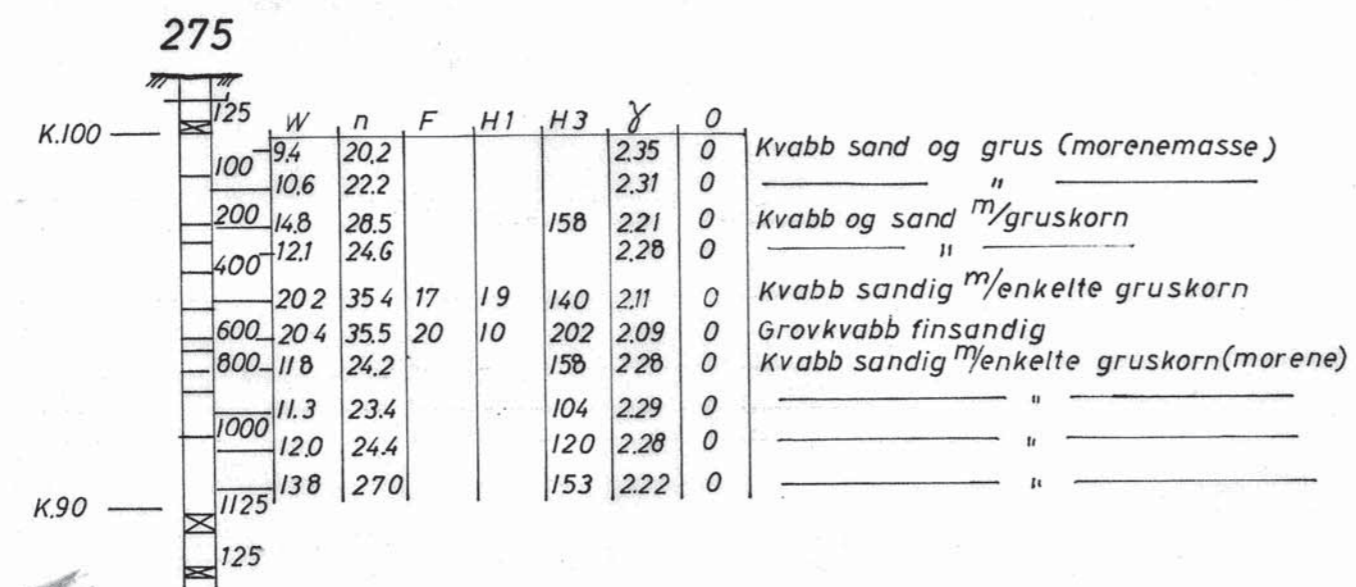 275
125
K.100
W n F H1 H3 γ 0
9.4 20.2 2.35 0 Kvabb sand og grus (morenemasse)
100
10.6 22.2 2.31 0 "
200
14.8 28.5 158 2.21 0 Kvabb og sand m/gruskorn
12.1 24.6 2.28 0 "
400
20 2 35 4 17 19 140 2.11 0 Kvabb sandig m/enkelte gruskorn
600 20 4 35.5 20 10 202 2.09 0 Grovkvabb finsandig
800 11 8 24.2 158 2 28 0 Kvabb sandig m/enkelte gruskorn (morene)
11.3 23.4 104 2.29 0 "
1000
12.0 24.4 120 2.28 0 "
13 8 27 0 153 2.22 0 "
1125
K.90
125